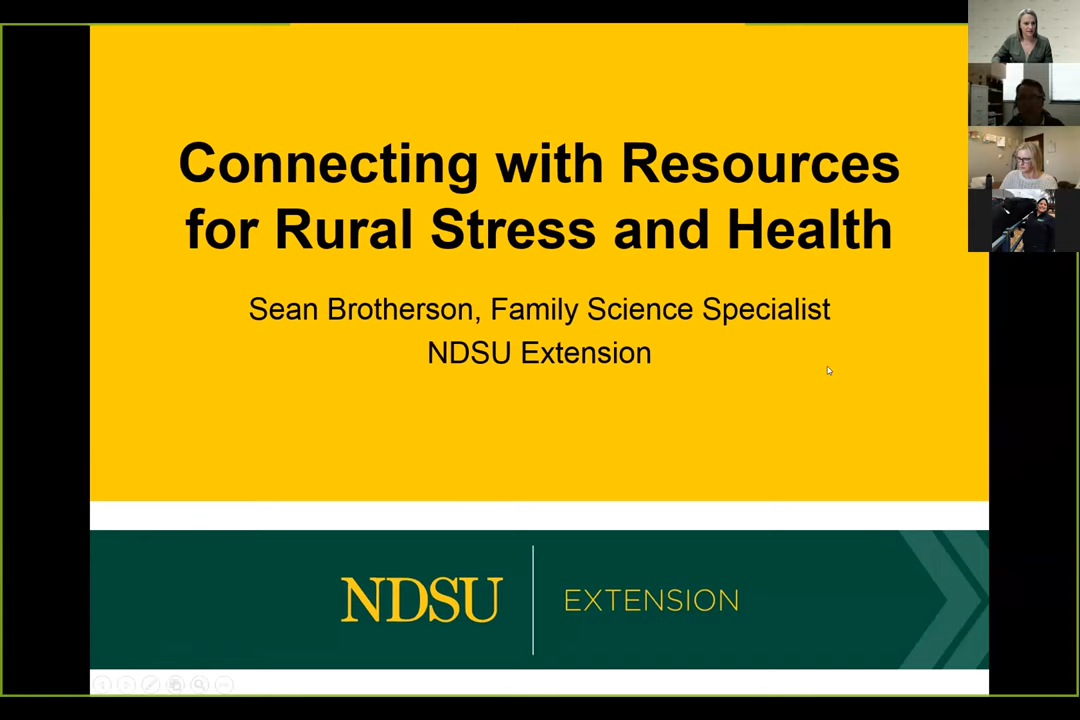 Connecting with Resources
for Rural Stress and Health
Sean Brotherson, Family Science Specialist
NDSU Extension
NDSU
EXTENSION